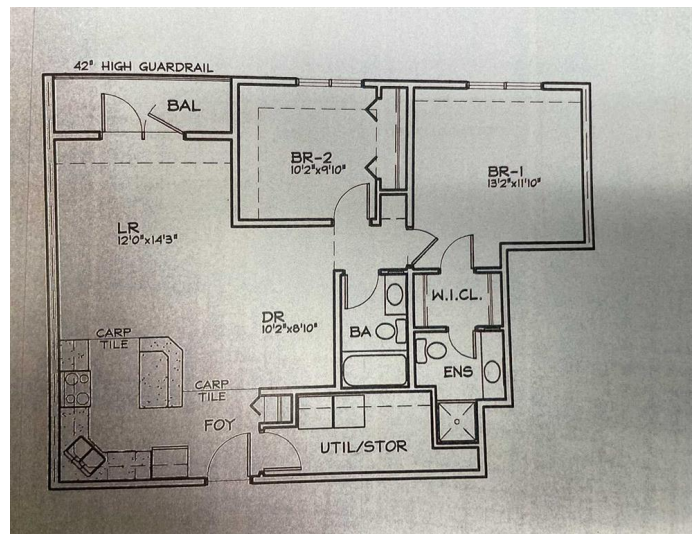 42" HIGH GUARDRAIL
BAL
BR-2
10'2"x9'10"
BR-1
13'2"x11'10"
LR
12'0"x14'3"
W.I.CL.
DR
10'2"x8'10"
BA
CARP
TILE
ENS
CARP
TILE
FOY
UTIL/STOR